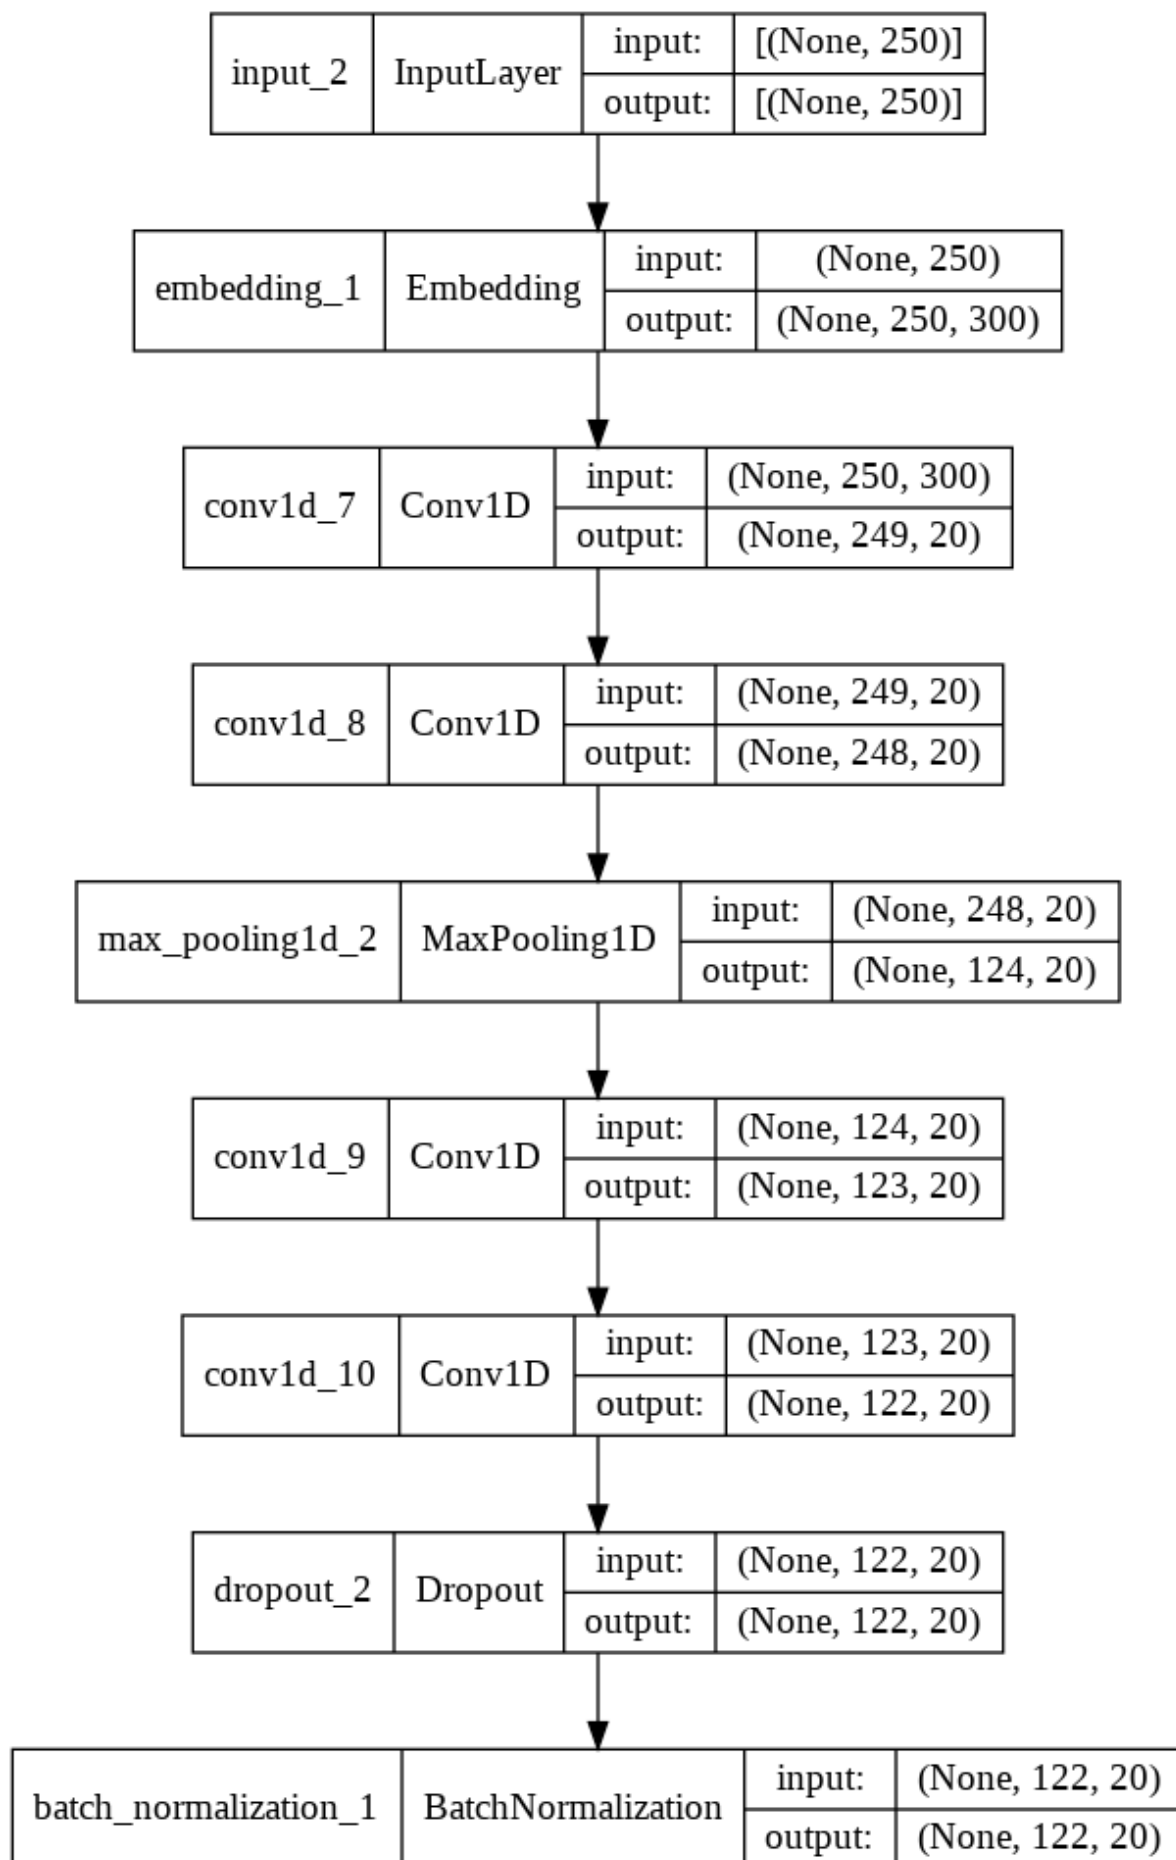 input_2 InputLayer input: [(None, 250)]
output: [(None, 250)]
embedding_1 Embedding input: (None, 250)
output: (None, 250, 300)
conv1d_7 Conv1D input: (None, 250, 300)
output: (None, 249, 20)
conv1d_8 Conv1D input: (None, 249, 20)
output: (None, 248, 20)
max_pooling1d_2 MaxPooling1D input: (None, 248, 20)
output: (None, 124, 20)
conv1d_9 Conv1D input: (None, 124, 20)
output: (None, 123, 20)
conv1d_10 Conv1D input: (None, 123, 20)
output: (None, 122, 20)
dropout_2 Dropout input: (None, 122, 20)
output: (None, 122, 20)
batch_normalization_1 BatchNormalization input: (None, 122, 20)
output: (None, 122, 20)